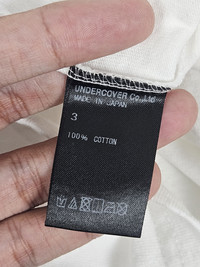 UNDERCOVER Co.,Ltd
MADE IN JAPAN
3
100% COTTON